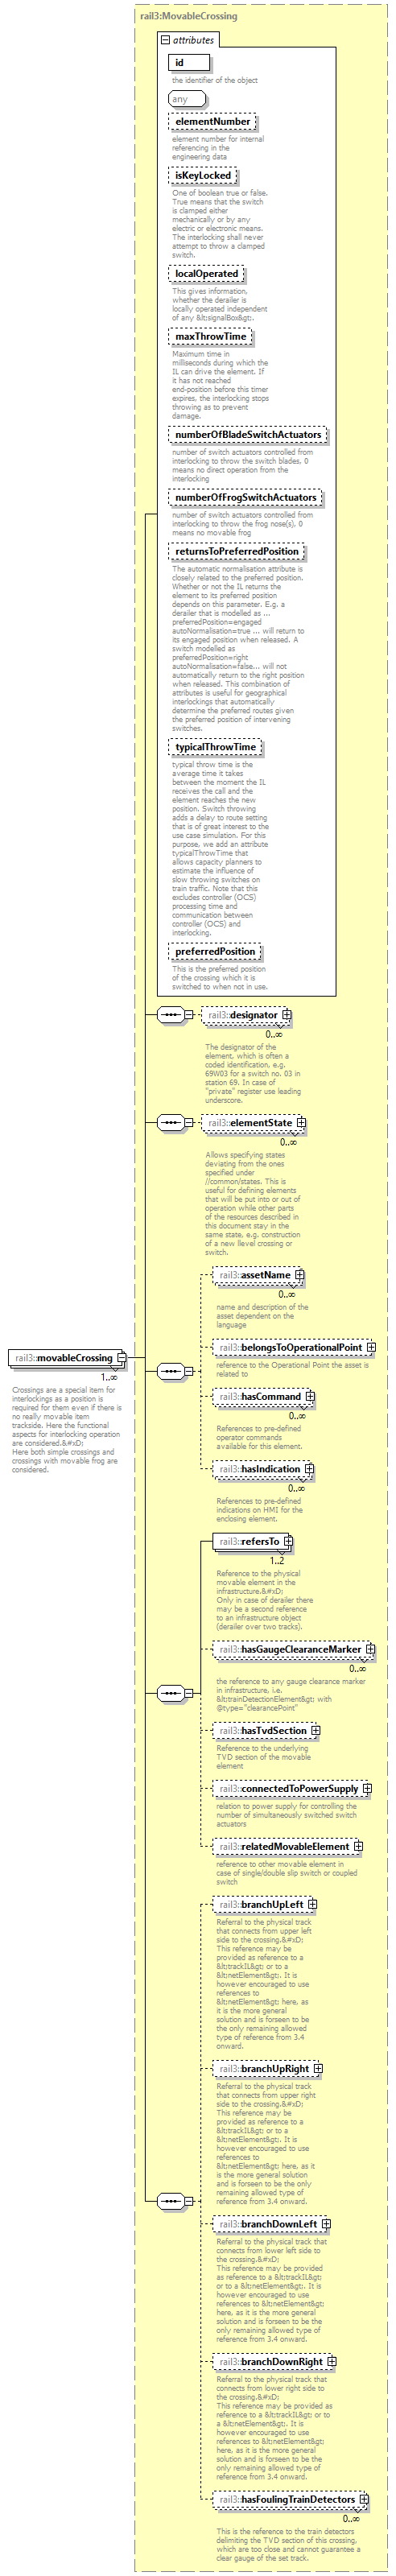 rail3:MovableCrossing
attributes
id
the identifier of the object
any
elementNumber
element number for internal
referencing in the
engineering data
isKeyLocked
One of boolean true or false.
True means that the switch
is clamped either
mechanically or by any
electric or electronic means.
The interlocking shall never
attempt to throw a clamped
switch.
localOperated
This gives information,
whether the derailer is
locally operated independent
of any &lt;signalBox&gt;.
maxThrowTime
Maximum time in
milliseconds during which the
IL can drive the element. If
it has not reached
end-position before this timer
expires, the interlocking stops
throwing as to prevent
damage.
numberOfBladeSwitchActuators
number of switch actuators controlled from
interlocking to throw the switch blades, 0
means no direct operation from the
interlocking
numberOfFrogSwitchActuators
number of switch actuators controlled from
interlocking to throw the frog nose(s). 0
means no movable frog
returnsToPreferredPosition
The automatic normalisation attribute is
closely related to the preferred position.
Whether or not the IL returns the
element to its preferred position
depends on this parameter. E.g. a
derailer that is modelled as ...
preferredPosition=engaged
autoNormalisation=true ... will return to
its engaged position when released. A
switch modelled as
preferredPosition=right
autoNormalisation=false... will not
automatically return to the right position
when released. This combination of
attributes is useful for geographical
interlockings that automatically
determine the preferred routes given
the preferred position of intervening
switches.
typicalThrowTime
typical throw time is the
average time it takes
between the moment the IL
receives the call and the
element reaches the new
position. Switch throwing
adds a delay to route setting
that is of great interest to the
use case simulation. For this
purpose, we add an attribute
typicalThrowTime that
allows capacity planners to
estimate the influence of
slow throwing switches on
train traffic. Note that this
excludes controller (OCS)
processing time and
communication between
controller (OCS) and
interlocking.
preferredPosition
This is the preferred position
of the crossing which it is
switched to when not in use.
rail3:designator
0..∞
The designator of the
element, which is often a
coded identification, e.g.
69W03 for a switch no. 03 in
station 69. In case of
"private" register use leading
underscore.
rail3:elementState
0..∞
Allows specifying states
deviating from the ones
specified under
//common/states. This is
useful for defining elements
that will be put into or out of
operation while other parts
of the resources described in
this document stay in the
same state, e.g. construction
of a new llevel crossing or
switch.
rail3:movableCrossing
1..∞
Crossings are a special item for
interlockings as a position is
required for them even if there is
no really movable item
trackside. Here the functional
aspects for interlocking operation
are considered.&#xD;
Here both simple crossings and
crossings with movable frog are
considered.
rail3:assetName
0..∞
name and description of the
asset dependent on the
language
rail3:belongsToOperationalPoint
reference to the Operational Point the asset is
related to
rail3:hasCommand
0..∞
References to pre-defined
operator commands
available for this element.
rail3:hasIndication
0..∞
References to pre-defined
indications on HMI for the
enclosing element.
rail3:refersTo
1..2
Reference to the physical
movable element in the
infrastructure.&#xD;
Only in case of derailer there
may be a second reference
to an infrastructure object
(derailer over two tracks).
rail3:hasGaugeClearanceMarker
0..∞
the reference to any gauge clearance marker
in infrastructure, i.e.
&lt;trainDetectionElement&gt; with
@type="clearancePoint"
rail3:hasTvdSection
Reference to the underlying
TVD section of the movable
element
rail3:connectedToPowerSupply
relation to power supply for controlling the
number of simultaneously switched switch
actuators
rail3:relatedMovableElement
reference to other movable element in
case of single/double slip switch or coupled
switch
rail3:branchUpLeft
Referral to the physical track
that connects from upper left
side to the crossing.&#xD;
This reference may be
provided as reference to a
&lt;trackIL&gt; or to a
&lt;netElement&gt;. It is
however encouraged to use
references to
&lt;netElement&gt; here, as
it is the more general
solution and is forseen to be
the only remaining allowed
type of reference from 3.4
onward.
rail3:branchUpRight
Referral to the physical track
that connects from upper right
side to the crossing.&#xD;
This reference may be
provided as reference to a
&lt;trackIL&gt; or to a
&lt;netElement&gt;. It is
however encouraged to use
references to
&lt;netElement&gt; here, as it
is the more general solution
and is forseen to be the only
remaining allowed type of
reference from 3.4 onward.
rail3:branchDownLeft
Referral to the physical track that
connects from lower left side to
the crossing.&#xD;
This reference may be provided
as reference to a &lt;trackIL&gt;
or to a &lt;netElement&gt;. It is
however encouraged to use
references to &lt;netElement&gt;
here, as it is the more general
solution and is forseen to be the
only remaining allowed type of
reference from 3.4 onward.
rail3:branchDownRight
Referral to the physical track that
connects from lower right side to
the crossing.&#xD;
This reference may be provided as
reference to a &lt;trackIL&gt; or to
a &lt;netElement&gt;. It is
however encouraged to use
references to &lt;netElement&gt;
here, as it is the more general
solution and is forseen to be the
only remaining allowed type of
reference from 3.4 onward.
rail3:hasFoulingTrainDetectors
0..∞
This is the reference to the train detectors
delimiting the TVD section of this crossing,
which are too close and cannot guarantee a
clear gauge of the set track.